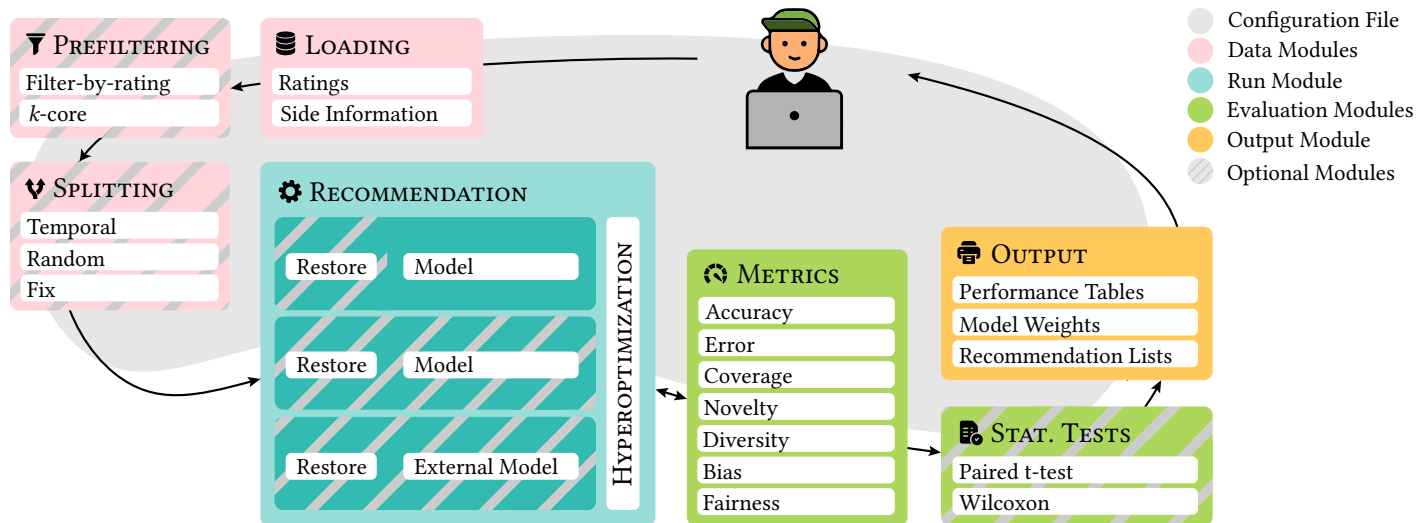 PREFILTERING
Filter-by-rating
k-core
LOADING
Ratings
Side Information
SPLITTING
Temporal
Random
Fix
RECOMMENDATION
Restore
Model
Restore
Model
Restore
External Model
HYPEROPTIMIZATION
METRICS
Accuracy
Error
Coverage
Novelty
Diversity
Bias
Fairness
OUTPUT
Performance Tables
Model Weights
Recommendation Lists
STAT. TESTS
Paired t-test
Wilcoxon
Configuration File
Data Modules
Run Module
Evaluation Modules
Output Module
Optional Modules